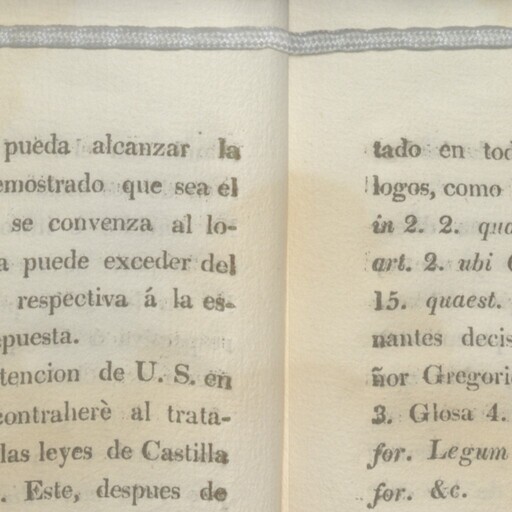 pueda alcanzar la
emostrado que sea el
se convenza al lo-
a puede exceder del
respectiva á la es-
puesta.
tencion de U. S. en
contraherè al trata-
las leyes de Castilla
. Este, despues de
tado en tod
logos, como
in 2. 2. qua
art. 2. ubi
15. quaest.
nantes decis
ñor Gregori
3. Glosa 4.
for. Legum
for. &c.